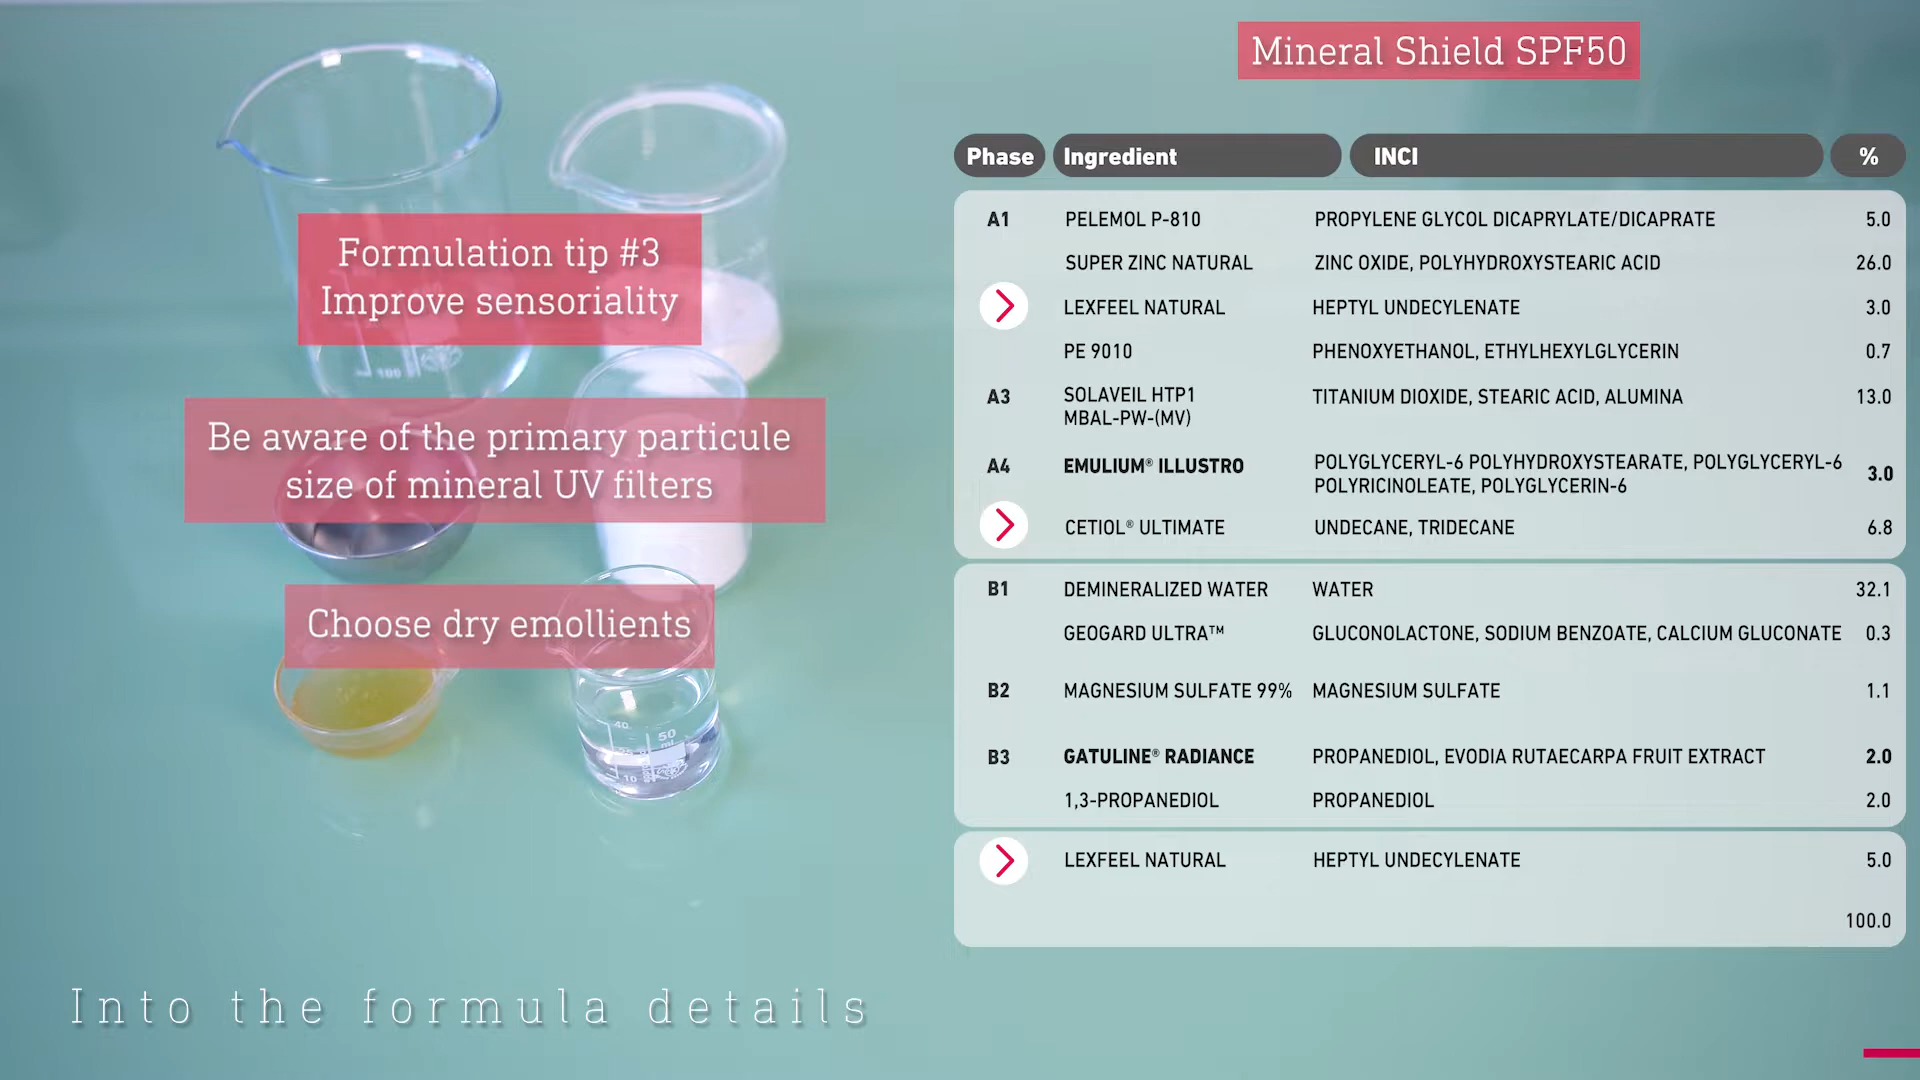 Mineral Shield SPF50
Formulation tip #3
Improve sensoriality
Be aware of the primary particule
size of mineral UV filters
Choose dry emollients
Into the formula details
Phase Ingredient INCI %
A1 PELEMOL P-810 PROPYLENE GLYCOL DICAPRYLATE/DICAPRATE 5.0
SUPER ZINC NATURAL ZINC OXIDE, POLYHYDROXYSTEARIC ACID 26.0
LEXFEEL NATURAL HEPTYL UNDECYLENATE 3.0
PE 9010 PHENOXYETHANOL, ETHYLHEXYLGLYCERIN 0.7
A3 SOLAVEIL HTP1 TITANIUM DIOXIDE, STEARIC ACID, ALUMINA 13.0
MBAL-PW-(MV)
A4 EMULIUM® ILLUSTRO POLYGLYCERYL-6 POLYHYDROXYSTEARATE, POLYGLYCERYL-6 3.0
POLYRICINOLEATE, POLYGLYCERIN-6
CETIOL® ULTIMATE UNDECANE, TRIDECANE 6.8
B1 DEMINERALIZED WATER WATER 32.1
GEOGARD ULTRA™ GLUCONOLACTONE, SODIUM BENZOATE, CALCIUM GLUCONATE 0.3
B2 MAGNESIUM SULFATE 99% MAGNESIUM SULFATE 1.1
B3 GATULINE® RADIANCE PROPANEDIOL, EVODIA RUTAECARPA FRUIT EXTRACT 2.0
1,3-PROPANEDIOL PROPANEDIOL 2.0
LEXFEEL NATURAL HEPTYL UNDECYLENATE 5.0
100.0
100
40
50
ml
10